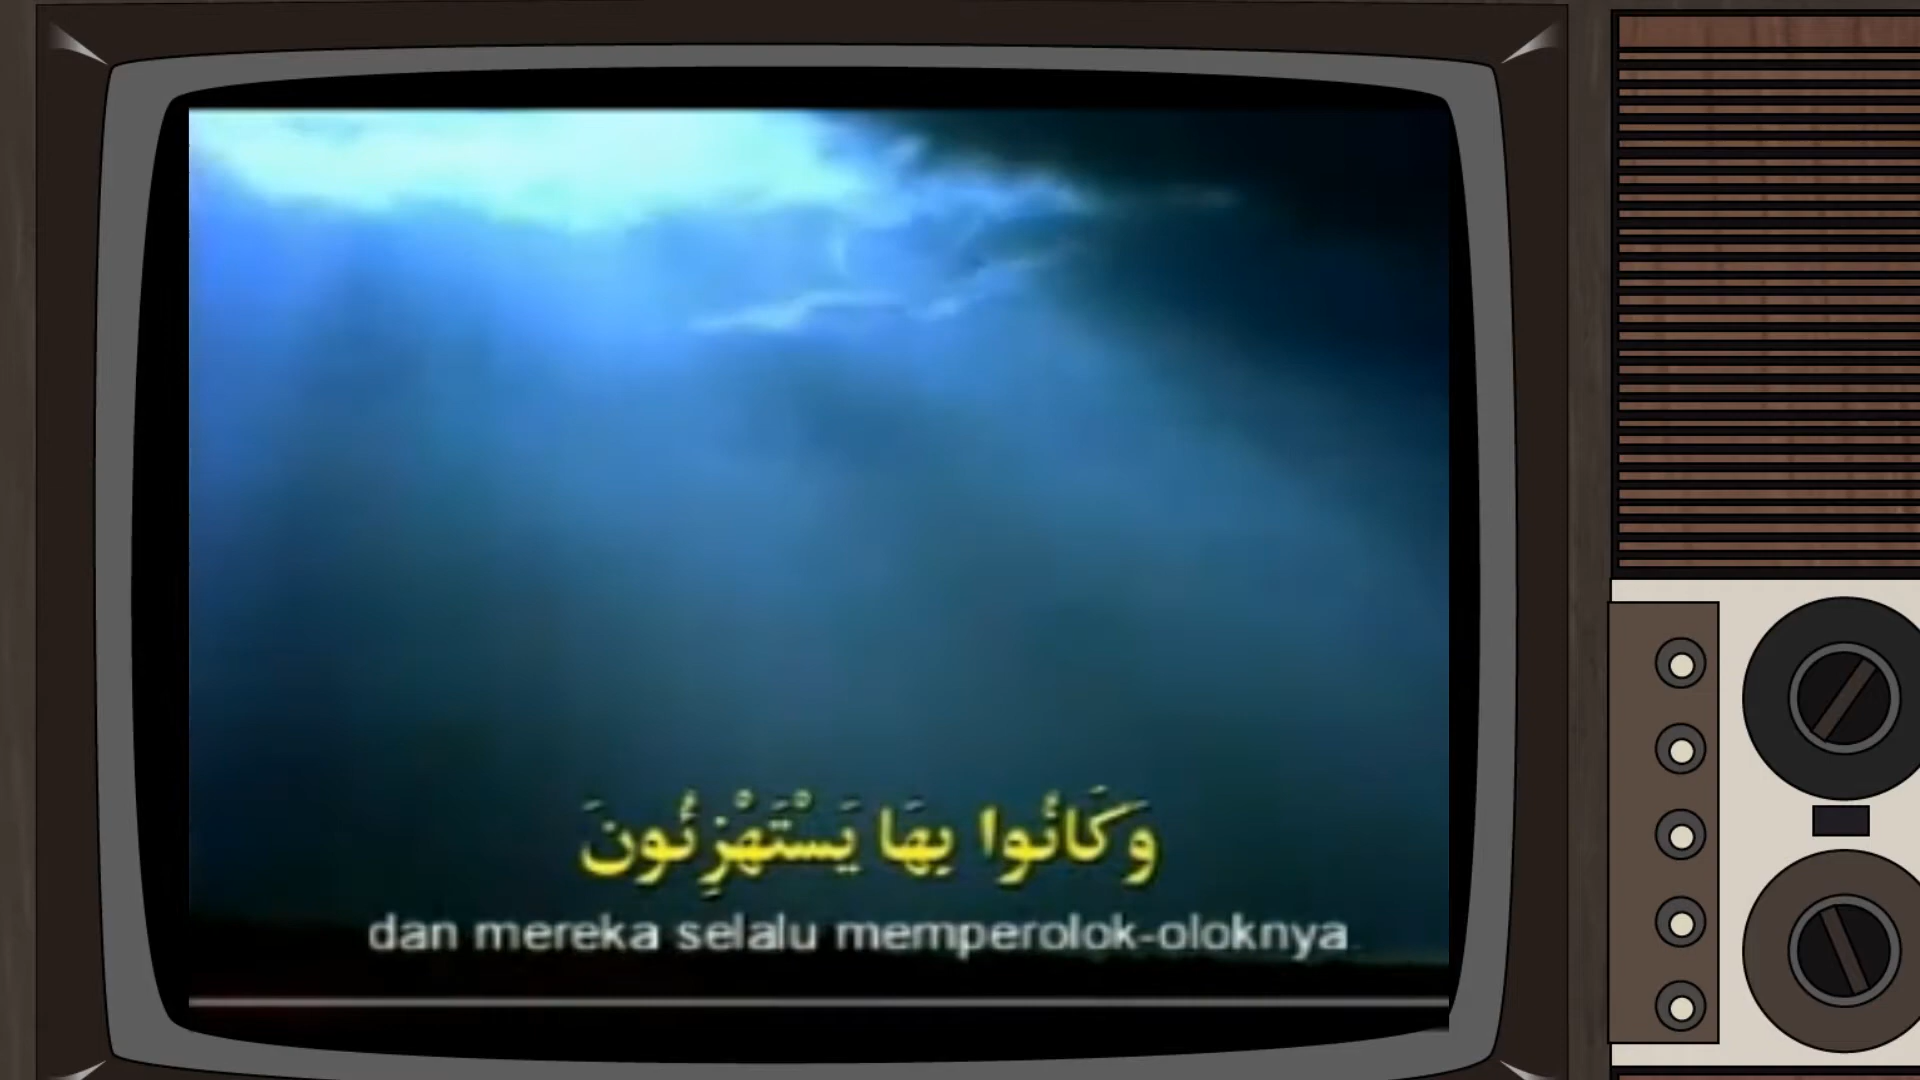 وَكَانُوا بِهَا يَسْتَهْزِئُونَ
dan mereka selalu memperolok-oloknya